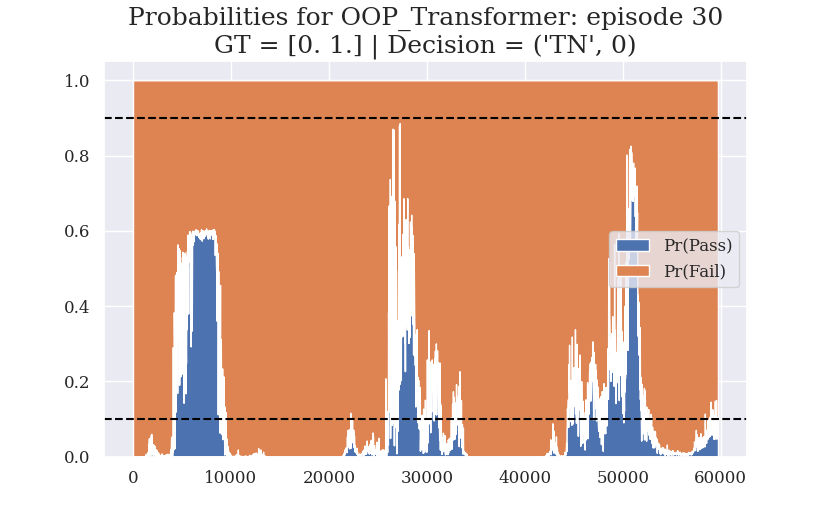 Probabilities for OOP_Transformer: episode 30
GT = [0. 1.] | Decision = ('TN', 0)
1.0
0.8
0.6
0.4
0.2
0.0
Pr(Pass)
Pr(Fail)
0 10000 20000 30000 40000 50000 60000